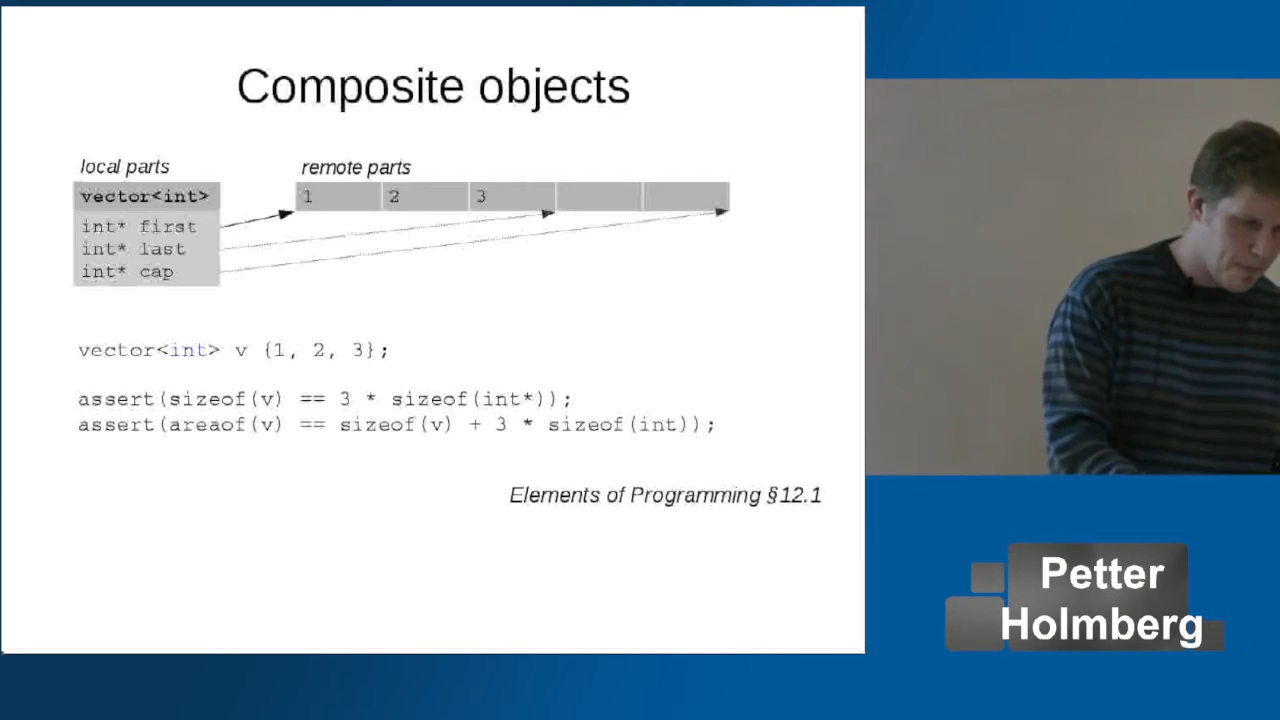 Composite objects
local parts
remote parts
vector<int>
1 2 3
int* first
int* last
int* cap
vector<int> v {1, 2, 3};
assert(sizeof(v) == 3 * sizeof(int*));
assert(areaof(v) == sizeof(v) + 3 * sizeof(int));
Elements of Programming §12.1
Petter
Holmberg